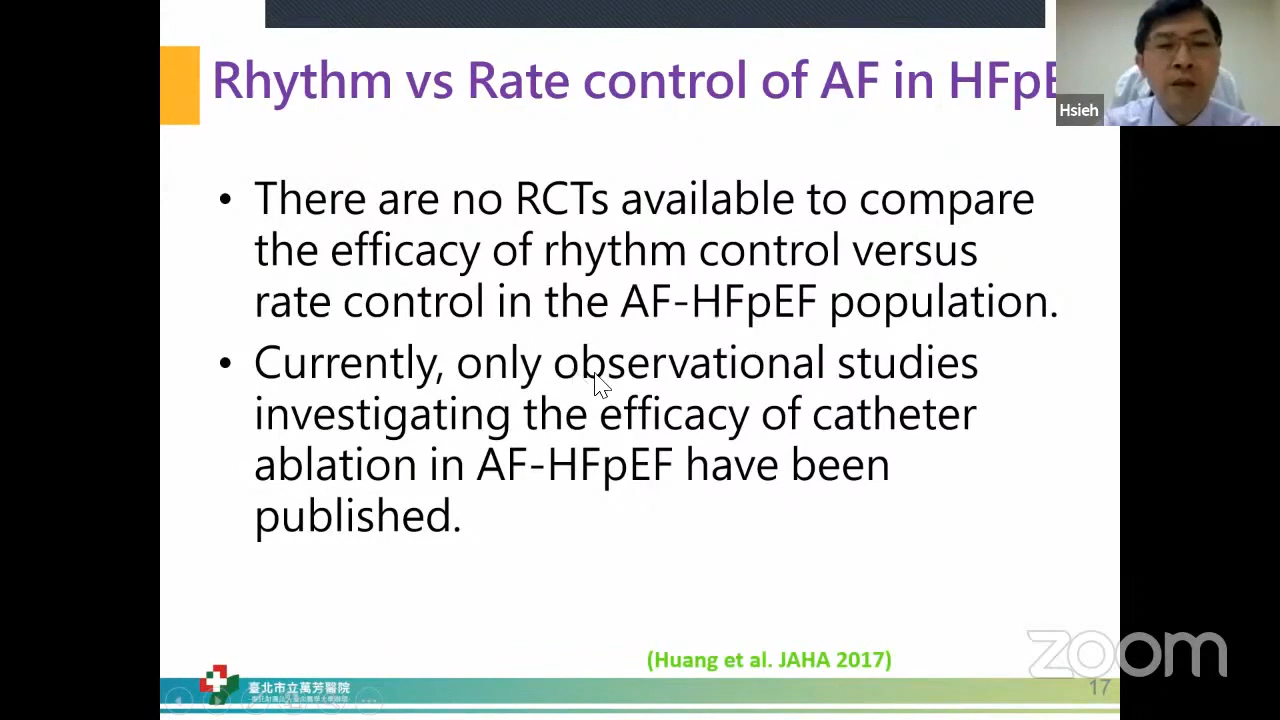 Rhythm vs Rate control of AF in HFpE
Hsieh
• There are no RCTs available to compare
the efficacy of rhythm control versus
rate control in the AF-HFpEF population.
• Currently, only observational studies
investigating the efficacy of catheter
ablation in AF-HFpEF have been
published.
(Huang et al. JAHA 2017)
臺北市立萬芳醫院
zoom
17